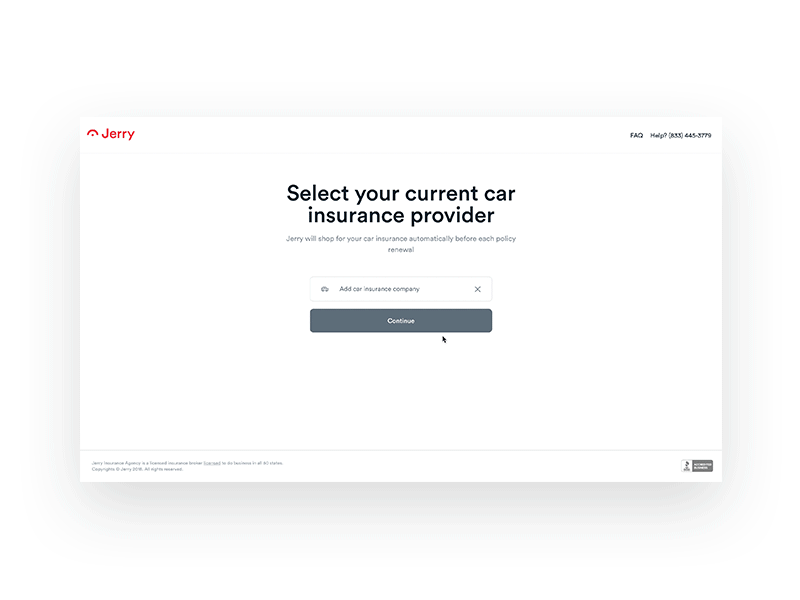 Jerry
FAQ Help? (833) 445-3779
Select your current car
insurance provider
Jerry will shop for your car insurance automatically before each policy
renewal
Add car insurance company
Continue
Jerry Insurance Agency is a licensed insurance broker licensed to do business in all 50 states.
Copyrights © Jerry 2018, All rights reserved.
ACCREDITED
BUSINESS